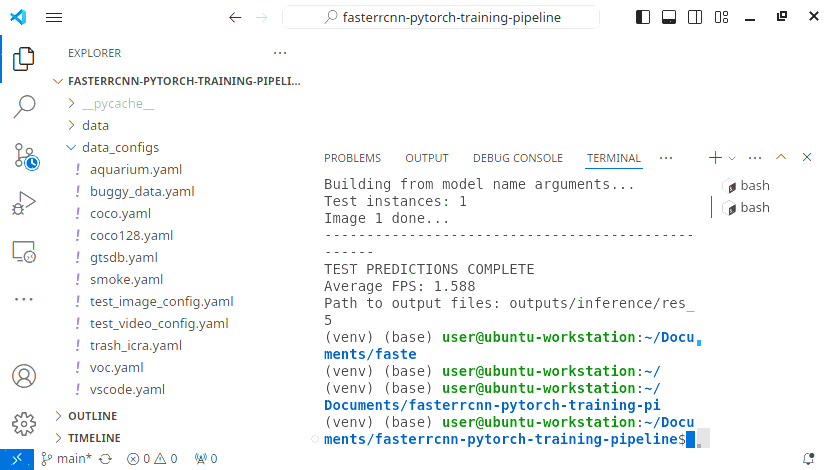 fasterrcnn-pytorch-training-pipeline
EXPLORER
FASTERRCNN-PYTORCH-TRAINING-PIPELI...
__pycache__
data
data_configs
aquarium.yaml
buggy_data.yaml
coco.yaml
coco128.yaml
gtsdb.yaml
smoke.yaml
test_image_config.yaml
test_video_config.yaml
trash_icra.yaml
voc.yaml
vscode.yaml
OUTLINE
TIMELINE
PROBLEMS OUTPUT DEBUG CONSOLE TERMINAL
Building from model name arguments...
Test instances: 1
Image 1 done...
--------------------------------------------
------
TEST PREDICTIONS COMPLETE
Average FPS: 1.588
Path to output files: outputs/inference/res_
5
(venv) (base) user@ubuntu-workstation:~/Docu
ments/faste
(venv) (base) user@ubuntu-workstation:~/
(venv) (base) user@ubuntu-workstation:~/
Documents/fasterrcnn-pytorch-training-pi
(venv) (base) user@ubuntu-workstation:~/Docu
ments/fasterrcnn-pytorch-training-pipeline$
bash
bash
main* 0 0 0